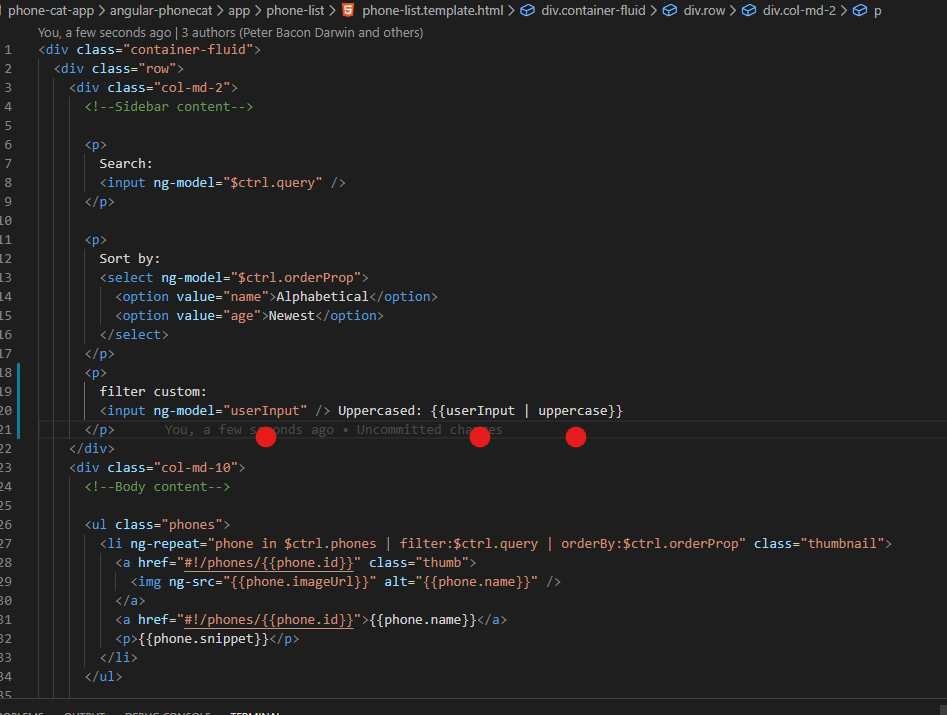 phone-cat-app > angular-phonecat > app > phone-list > phone-list.template.html > div.container-fluid > div.row > div.col-md-2 > p
You, a few seconds ago | 3 authors (Peter Bacon Darwin and others)
1 <div class="container-fluid">
2 <div class="row">
3 <div class="col-md-2">
4 <!--Sidebar content-->
5
6 <p>
7 Search:
8 <input ng-model="$ctrl.query" />
9 </p>
10
11 <p>
12 Sort by:
13 <select ng-model="$ctrl.orderProp">
14 <option value="name">Alphabetical</option>
15 <option value="age">Newest</option>
16 </select>
17 </p>
18 <p>
19 filter custom:
20 <input ng-model="userInput" /> Uppercased: {{userInput | uppercase}}
21 </p> You, a few seconds ago • Uncommitted changes
22 </div>
23 <div class="col-md-10">
24 <!--Body content-->
25
26 <ul class="phones">
27 <li ng-repeat="phone in $ctrl.phones | filter:$ctrl.query | orderBy:$ctrl.orderProp" class="thumbnail">
28 <a href="#!/phones/{{phone.id}}" class="thumb">
29 <img ng-src="{{phone.imageUrl}}" alt="{{phone.name}}" />
30 </a>
31 <a href="#!/phones/{{phone.id}}">{{phone.name}}</a>
32 <p>{{phone.snippet}}</p>
33 </li>
34 </ul>
35
PROBLEMS OUTPUT DEBUG CONSOLE TERMINAL